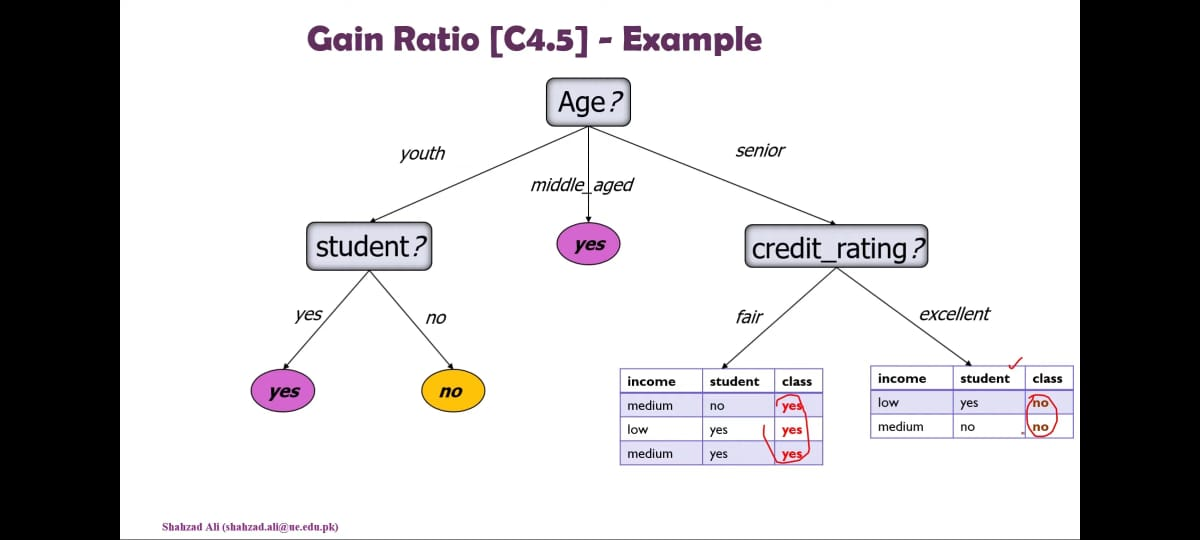 Gain Ratio [C4.5] - Example
Age?
youth
senior
middle_aged
student?
yes
credit_rating?
yes
no
fair
excellent
yes
no
income student class
medium no yes
low yes yes
medium yes yes
income student class
low yes no
medium no no
Shahzad Ali (shahzad.ali@ue.edu.pk)